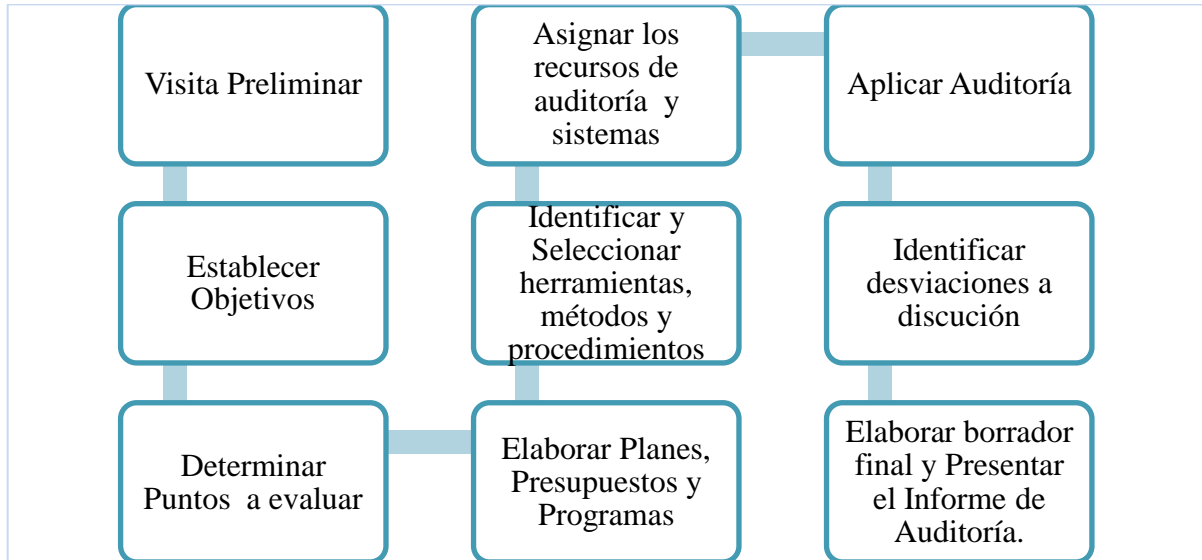 Visita Preliminar
Establecer
Objetivos
Determinar
Puntos a evaluar
Elaborar Planes,
Presupuestos y
Programas
Identificar y
Seleccionar
herramientas,
métodos y
procedimientos
Asignar los
recursos de
auditoría y
sistemas
Aplicar Auditoría
Identificar
desviaciones a
discución
Elaborar borrador
final y Presentar
el Informe de
Auditoría.